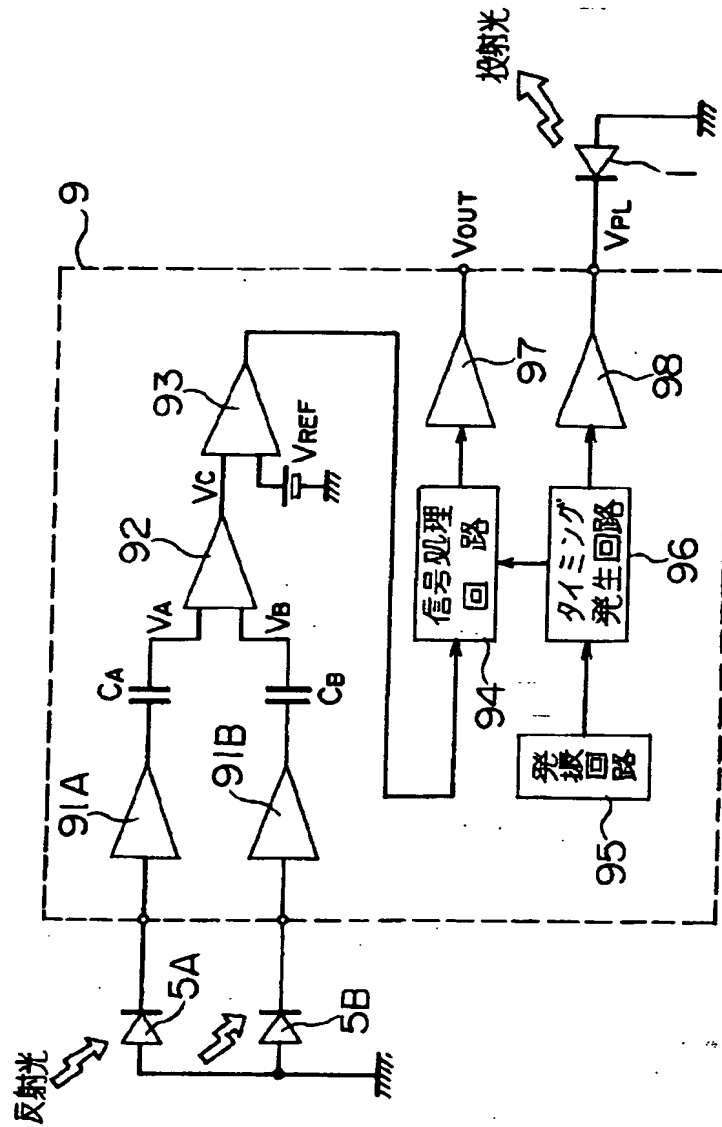 反射光
5A
5B
91A
91B
CA
CB
VA
VB
92
VC
93
VREF
9
信号処理
回路
94
発振
回路
95
タイミング
発生回路
96
97
98
VOUT
VPL
1
投射光